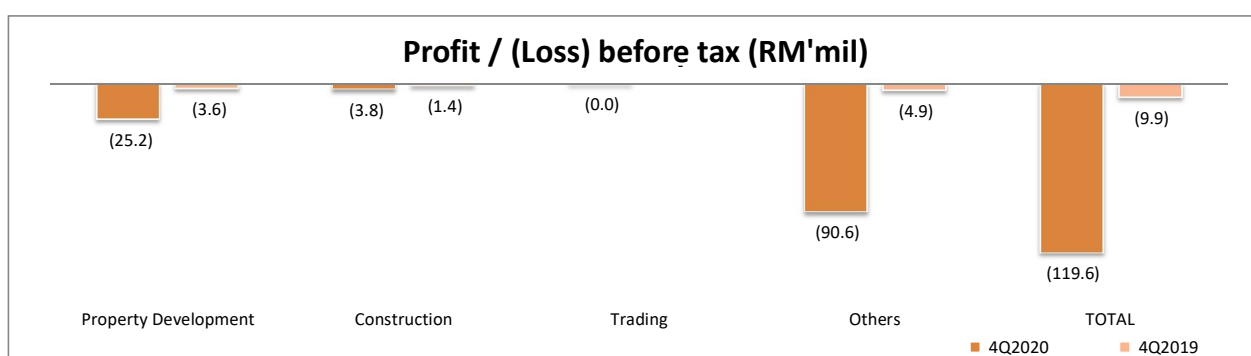 Profit / (Loss) before tax (RM'mil)
(25.2)
(3.6)
(3.8)
(1.4)
(0.0)
(90.6)
(4.9)
(119.6)
(9.9)
Property Development
Construction
Trading
Others
TOTAL
4Q2020
4Q2019